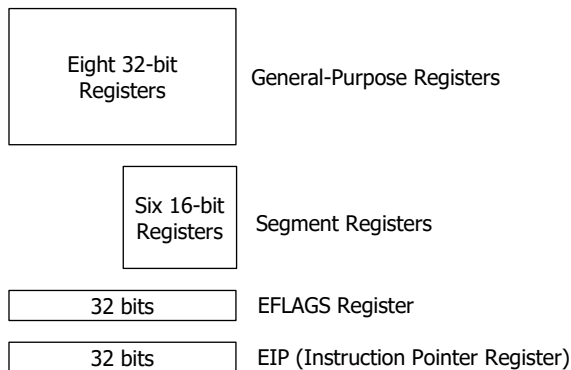 Eight 32-bit
Registers
General-Purpose Registers
Six 16-bit
Registers
Segment Registers
32 bits
EFLAGS Register
32 bits
EIP (Instruction Pointer Register)